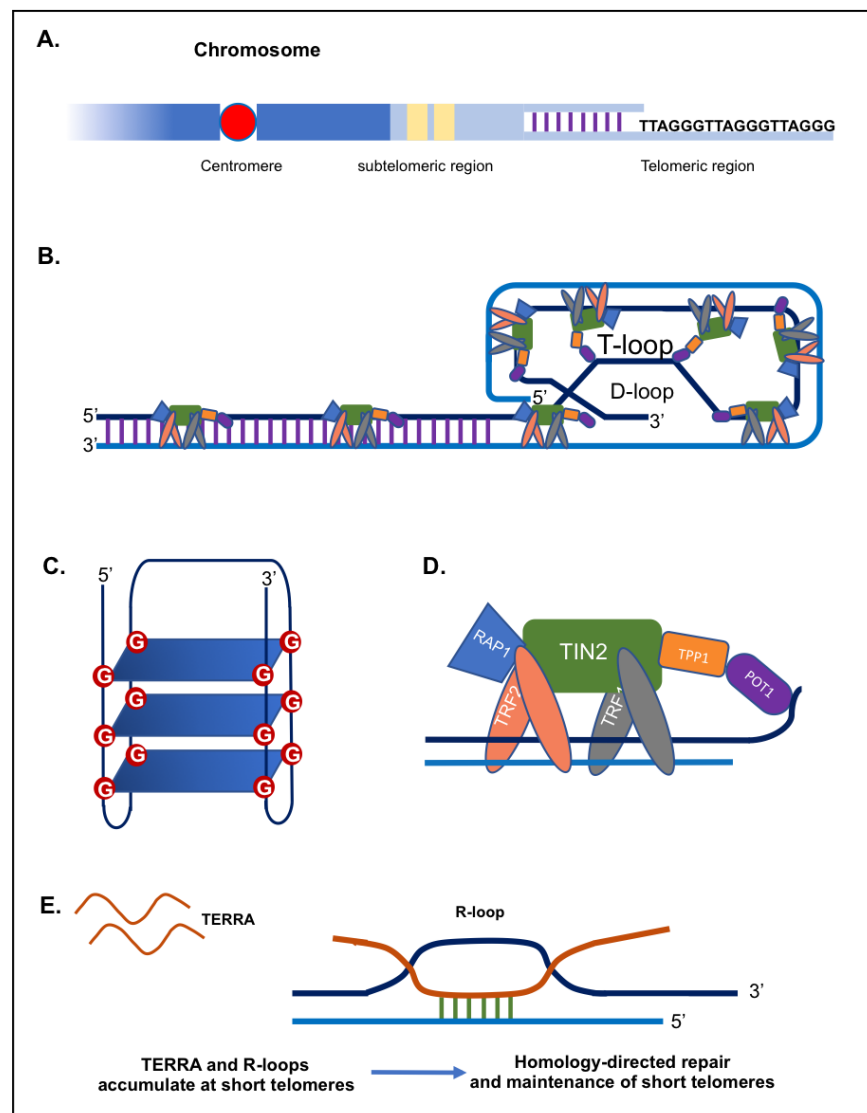 A.
Chromosome
TTAGGGTTAGGGTTAGGG
Centromere
subtelomeric region
Telomeric region
B.
T-loop
D-loop
5’
3’
5’
3’
C.
5’
3’
G
G
G
G
G
G
G
G
G
G
G
G
D.
RAP1
TIN2
TPP1
POT1
TRF2
TRF1
E.
TERRA
R-loop
3’
5’
TERRA and R-loops
accumulate at short telomeres
Homology-directed repair
and maintenance of short telomeres